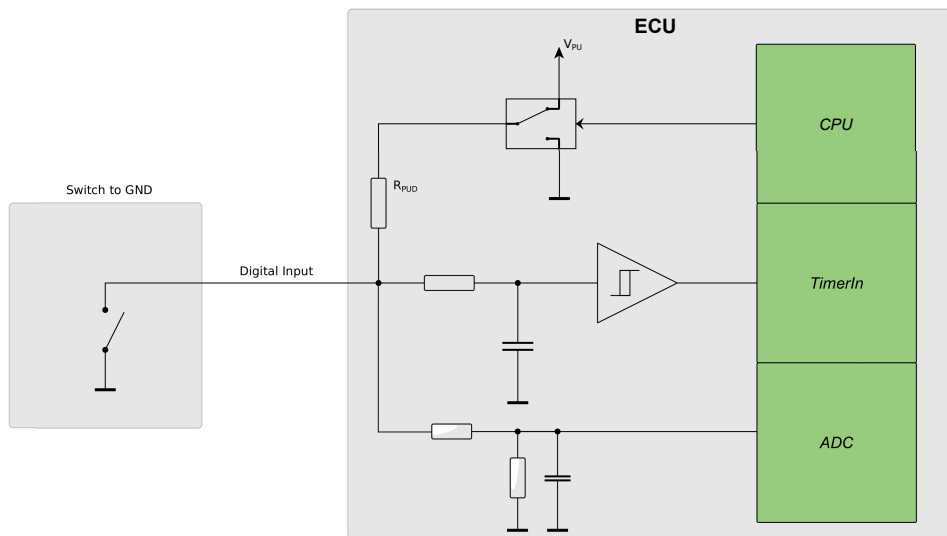 ECU
V_PU
CPU
R_PUD
Switch to GND
Digital Input
TimerIn
ADC